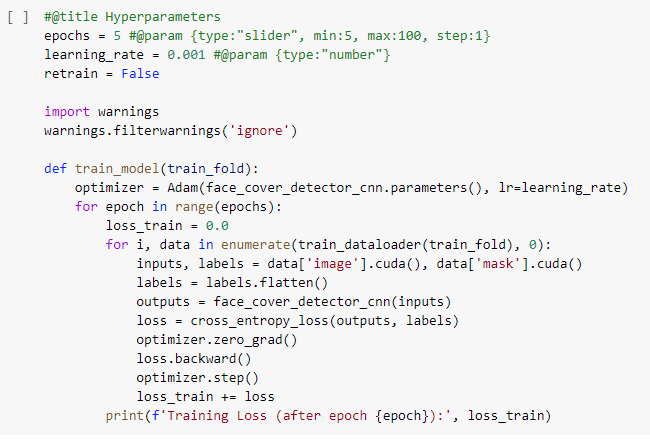 [ ] #@title Hyperparameters
epochs = 5 #@param {type:"slider", min:5, max:100, step:1}
learning_rate = 0.001 #@param {type:"number"}
retrain = False

import warnings
warnings.filterwarnings('ignore')

def train_model(train_fold):
    optimizer = Adam(face_cover_detector_cnn.parameters(), lr=learning_rate)
    for epoch in range(epochs):
        loss_train = 0.0
        for i, data in enumerate(train_dataloader(train_fold), 0):
            inputs, labels = data['image'].cuda(), data['mask'].cuda()
            labels = labels.flatten()
            outputs = face_cover_detector_cnn(inputs)
            loss = cross_entropy_loss(outputs, labels)
            optimizer.zero_grad()
            loss.backward()
            optimizer.step()
            loss_train += loss
        print(f'Training Loss (after epoch {epoch}):', loss_train)